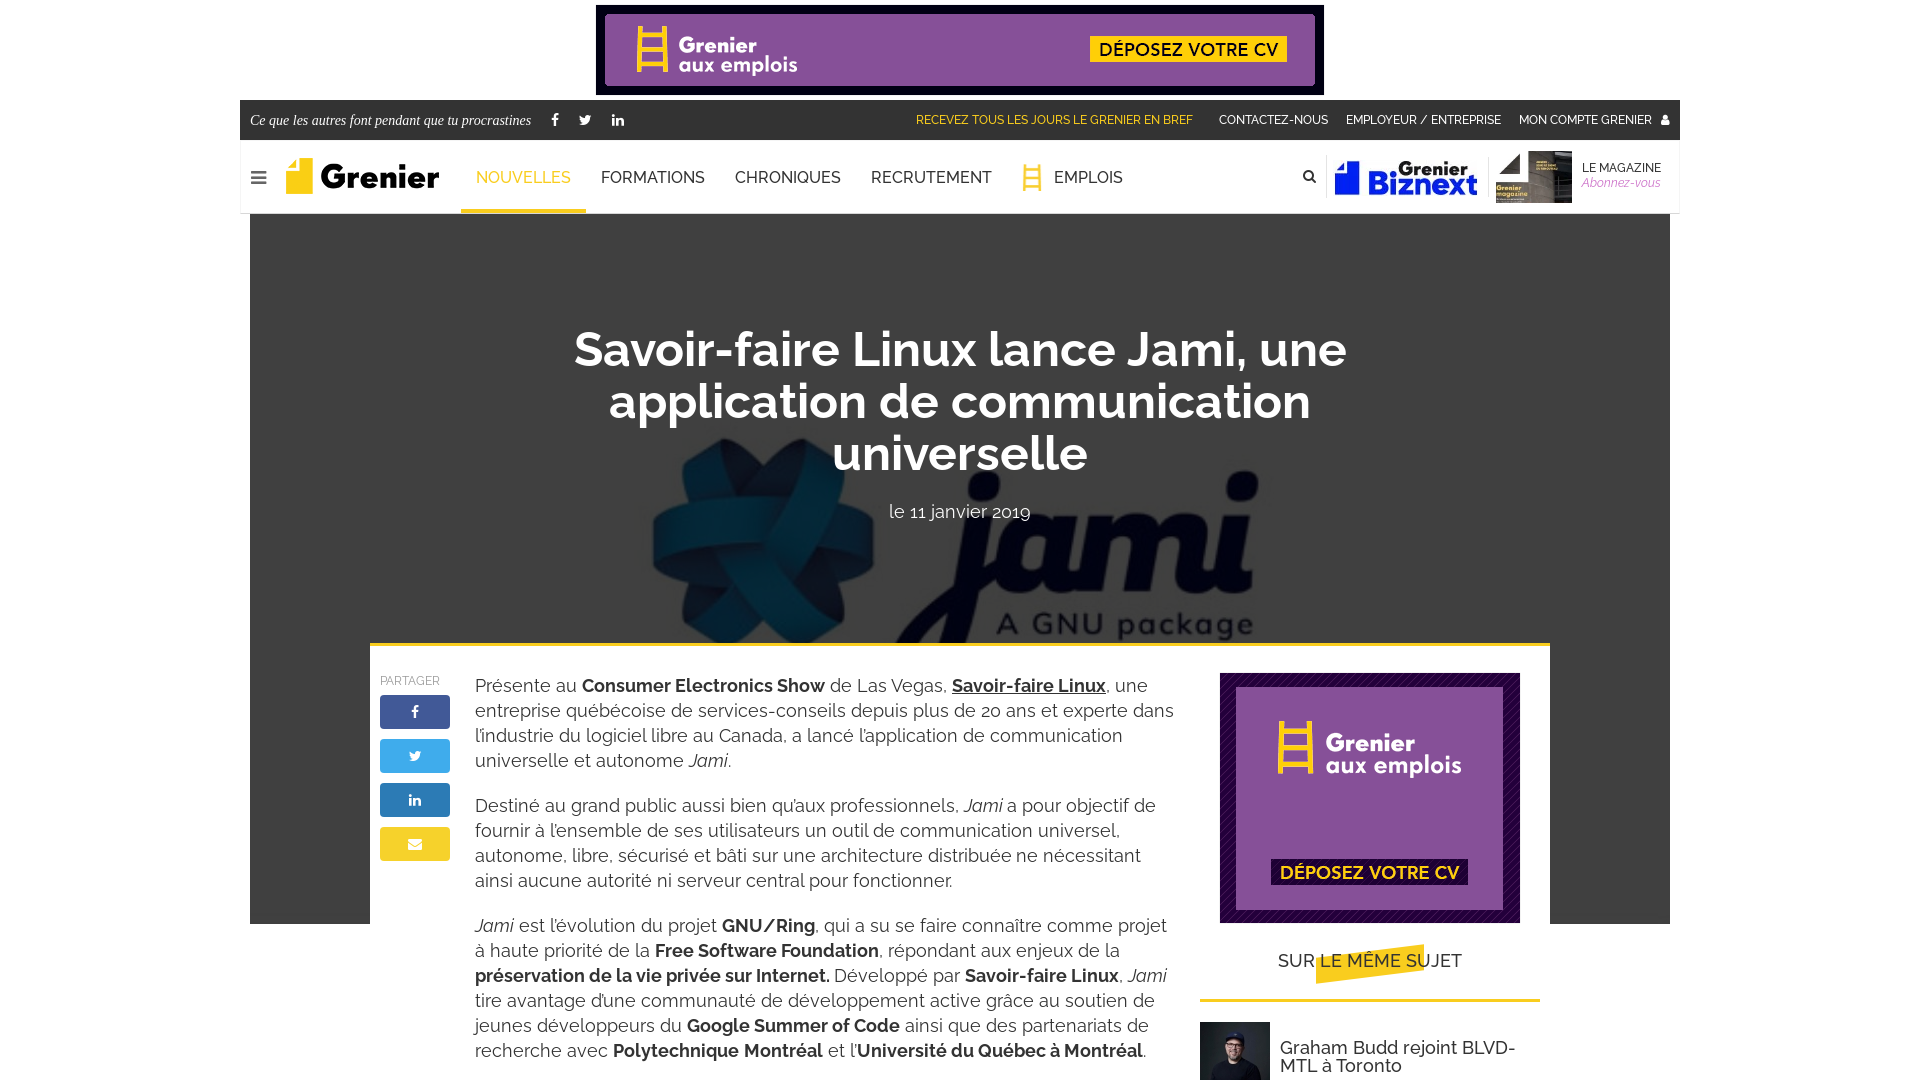 Grenier
aux emplois
DÉPOSEZ VOTRE CV
Ce que les autres font pendant que tu procrastines
RECEVEZ TOUS LES JOURS LE GRENIER EN BREF
CONTACTEZ-NOUS
EMPLOYEUR / ENTREPRISE
MON COMPTE GRENIER
Grenier
NOUVELLES
FORMATIONS
CHRONIQUES
RECRUTEMENT
EMPLOIS
Grenier
Biznext
Grenier
magazine
LE MAGAZINE
Abonnez-vous
Savoir-faire Linux lance Jami, une
application de communication
universelle
le 11 janvier 2019
jami
A GNU package
PARTAGER
Présente au Consumer Electronics Show de Las Vegas, Savoir-faire Linux, une
entreprise québécoise de services-conseils depuis plus de 20 ans et experte dans
l’industrie du logiciel libre au Canada, a lancé l’application de communication
universelle et autonome Jami.
Destiné au grand public aussi bien qu’aux professionnels, Jami a pour objectif de
fournir à l’ensemble de ses utilisateurs un outil de communication universel,
autonome, libre, sécurisé et bâti sur une architecture distribuée ne nécessitant
ainsi aucune autorité ni serveur central pour fonctionner.
Jami est l’évolution du projet GNU/Ring, qui a su se faire connaître comme projet
à haute priorité de la Free Software Foundation, répondant aux enjeux de la
préservation de la vie privée sur Internet. Développé par Savoir-faire Linux, Jami
tire avantage d’une communauté de développement active grâce au soutien de
jeunes développeurs du Google Summer of Code ainsi que des partenariats de
recherche avec Polytechnique Montréal et l’Université du Québec à Montréal.
Grenier
aux emplois
DÉPOSEZ VOTRE CV
SUR LE MÊME SUJET
Graham Budd rejoint BLVD-
MTL à Toronto